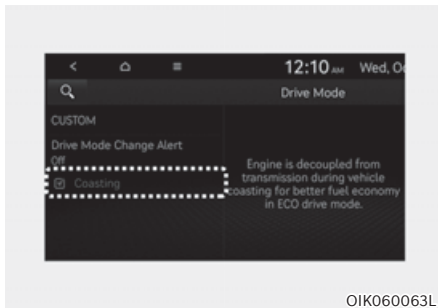 12:10 AM Wed, O
Drive Mode
CUSTOM
Drive Mode Change Alert
Off
Coasting
Engine is decoupled from
transmission during vehicle
coasting for better fuel economy
in ECO drive mode.
OIK060063L